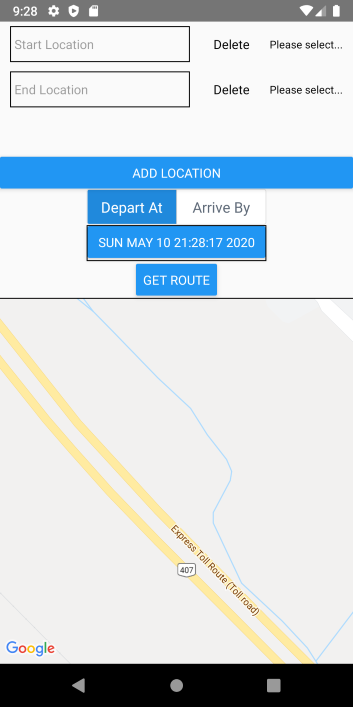 9:28
Start Location Delete Please select...
End Location Delete Please select...
ADD LOCATION
Depart At Arrive By
SUN MAY 10 21:28:17 2020
GET ROUTE
Express Toll Route (Toll road)
407
Google